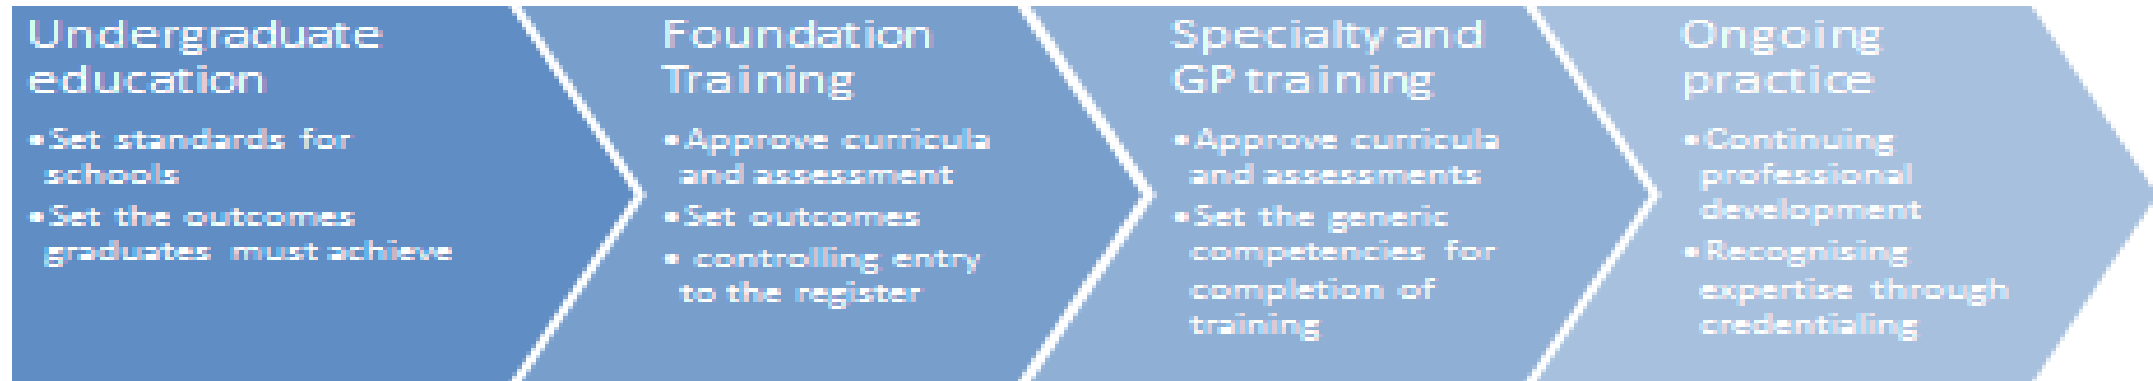 Undergraduate
education
•Set standards for
schools
•Set the outcomes
graduates must achieve
Foundation
Training
•Approve curricula
and assessment
•Set outcomes
• controlling entry
to the register
Specialty and
GP training
•Approve curricula
and assessments
•Set the generic
competencies for
completion of
training
Ongoing
practice
•Continuing
professional
development
•Recognising
expertise through
credentialing